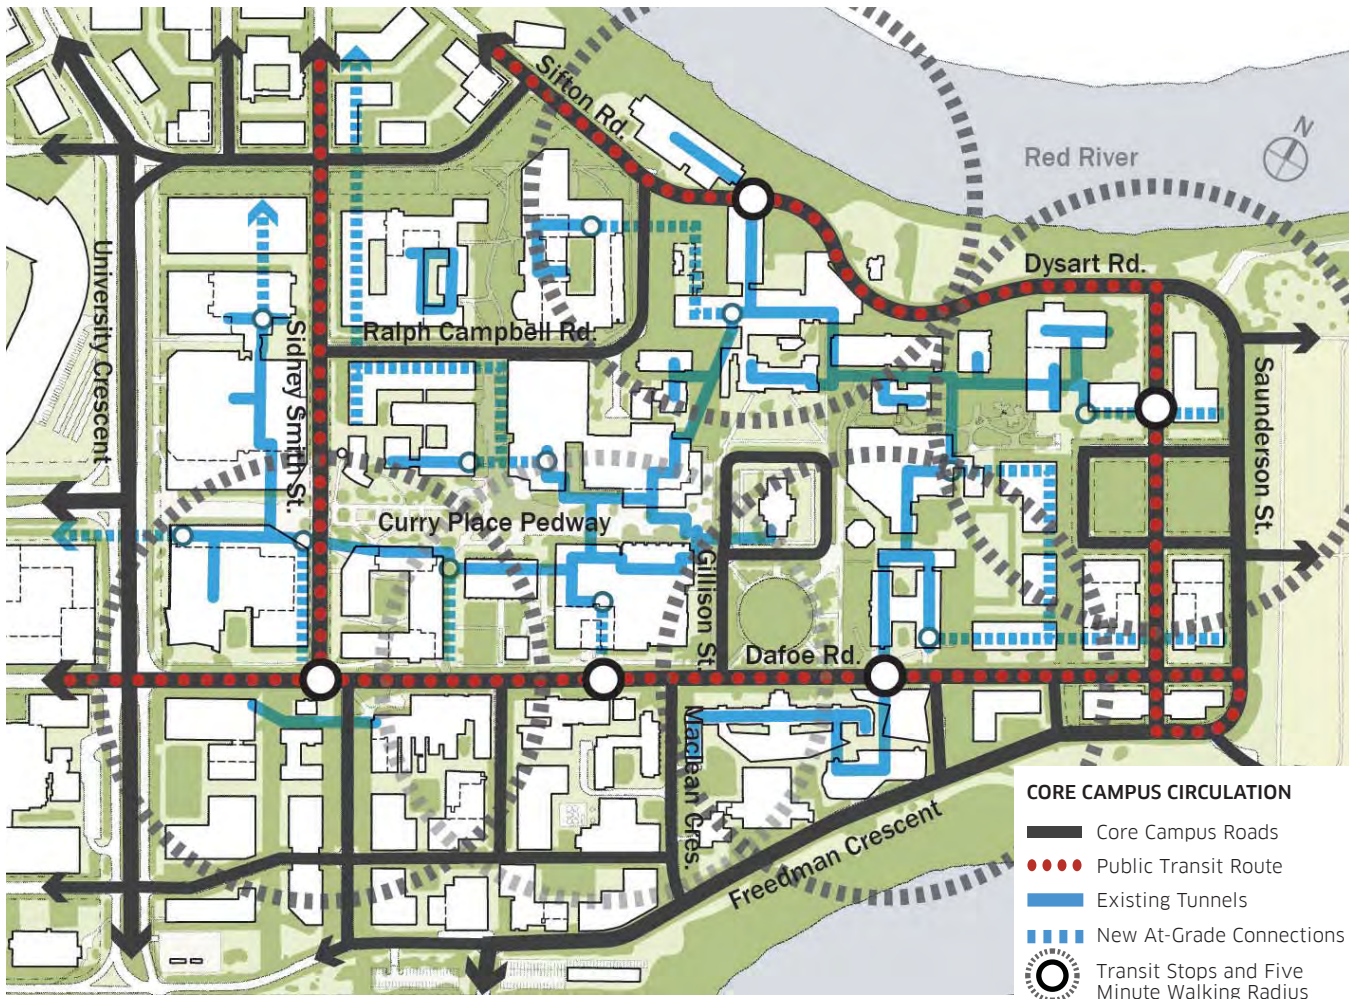 Sifton Rd.
N
Red River
Dysart Rd.
University Crescent
Sidney Smith St.
Ralph Campbell Rd.
Saunderson St.
Curry Place Pedway
Gillison St.
Dafoe Rd.
Maclean Cres.
Freedman Crescent
CORE CAMPUS CIRCULATION
Core Campus Roads
Public Transit Route
Existing Tunnels
New At-Grade Connections
Transit Stops and Five
Minute Walking Radius